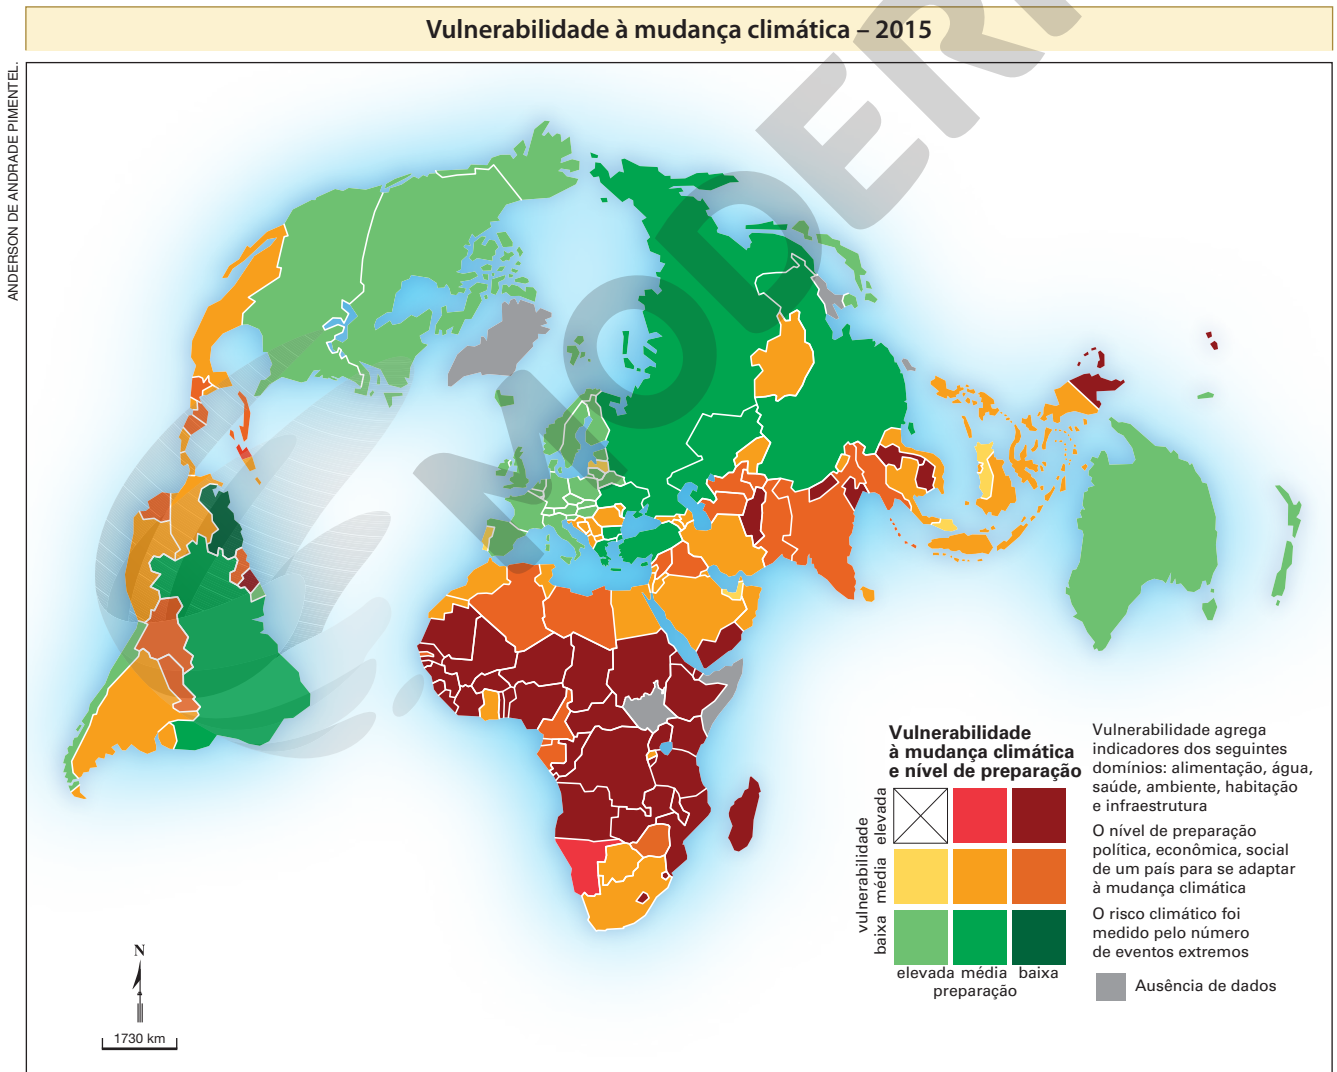 Vulnerabilidade à mudança climática – 2015
ANDERSON DE ANDRADE PIMENTEL.
Vulnerabilidade
à mudança climática
e nível de preparação
vulnerabilidade
elevada
média
baixa
elevada média baixa
preparação
Vulnerabilidade agrega
indicadores dos seguintes
domínios: alimentação, água,
saúde, ambiente, habitação
e infraestrutura
O nível de preparação
política, econômica, social
de um país para se adaptar
à mudança climática
O risco climático foi
medido pelo número
de eventos extremos
Ausência de dados
N
1730 km